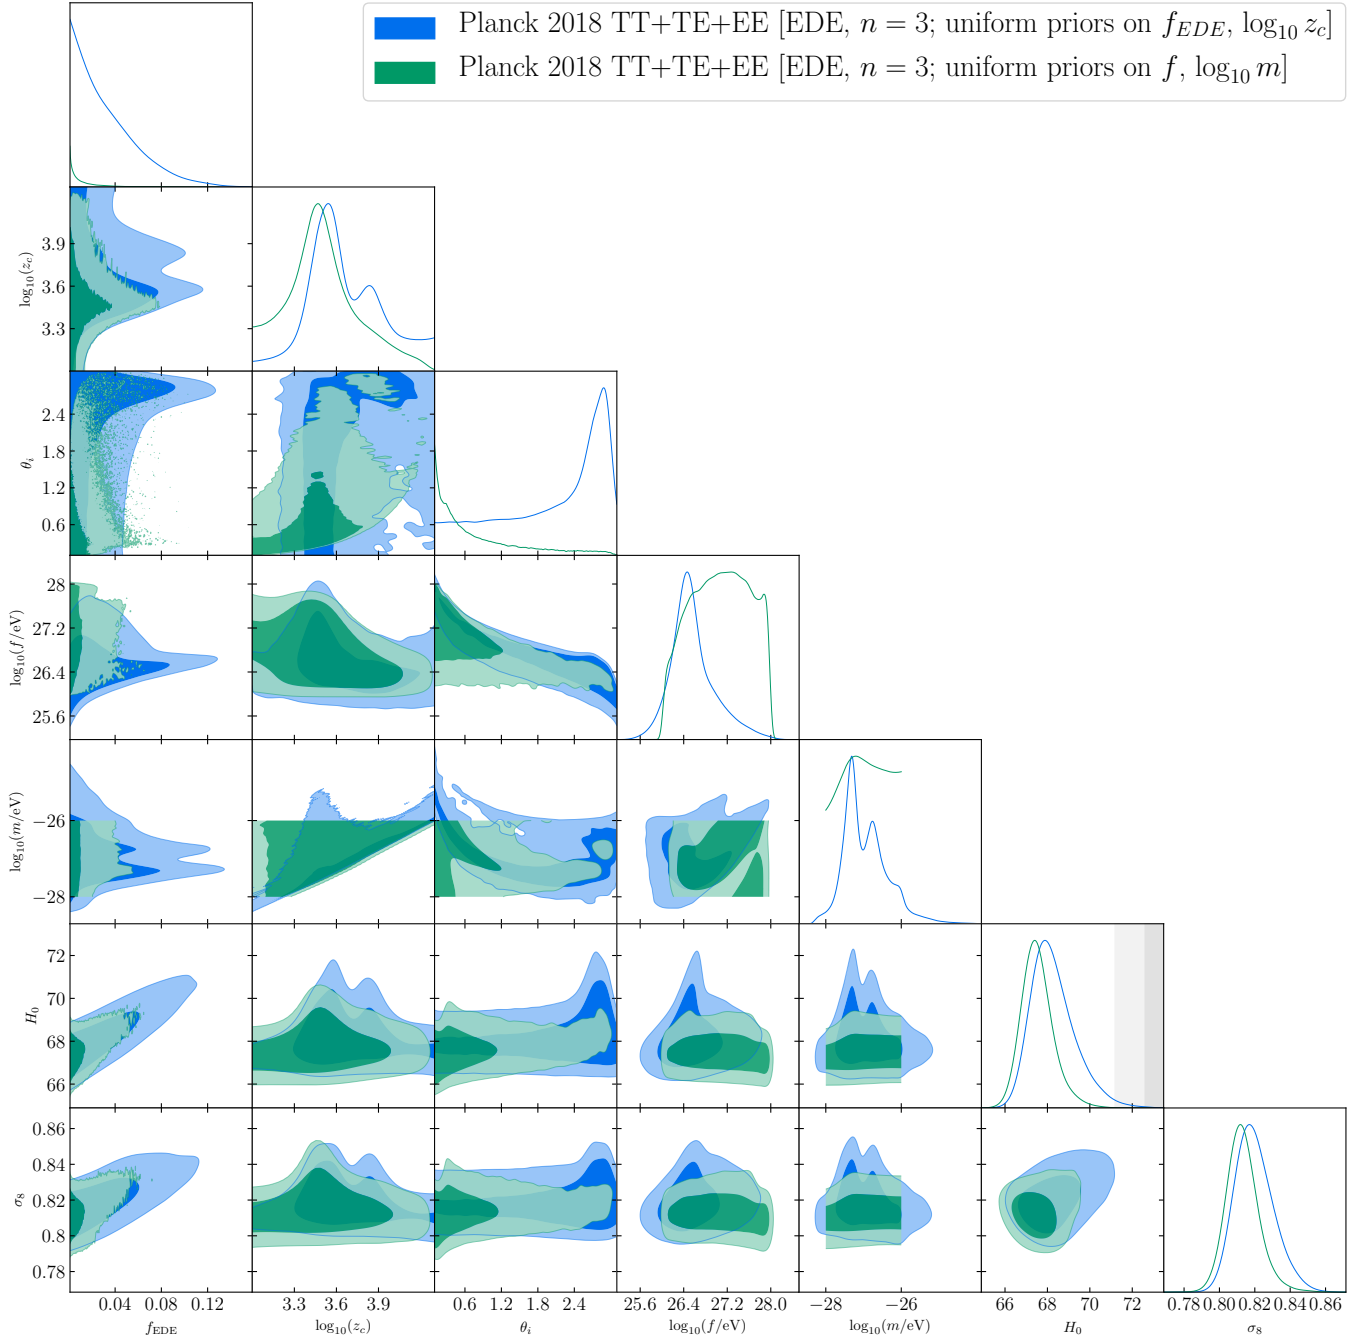 Planck 2018 TT+TE+EE [EDE, n = 3; uniform priors on f_{EDE}, log₁₀ z_c]
Planck 2018 TT+TE+EE [EDE, n = 3; uniform priors on f, log₁₀ m]
log₁₀(z_c)
3.9
3.6
3.3
θ_i
2.4
1.8
1.2
0.6
log₁₀(f/eV)
28
27.2
26.4
25.6
log₁₀(m/eV)
−26
−28
H₀
72
70
68
66
σ₈
0.86
0.84
0.82
0.8
0.78
0.04 0.08 0.12 3.3 3.6 3.9 0.6 1.2 1.8 2.4 25.6 26.4 27.2 28.0 −28 −26 66 68 70 72 0.78 0.80 0.82 0.84 0.86
f_{EDE} log₁₀(z_c) θ_i log₁₀(f/eV) log₁₀(m/eV) H₀ σ₈